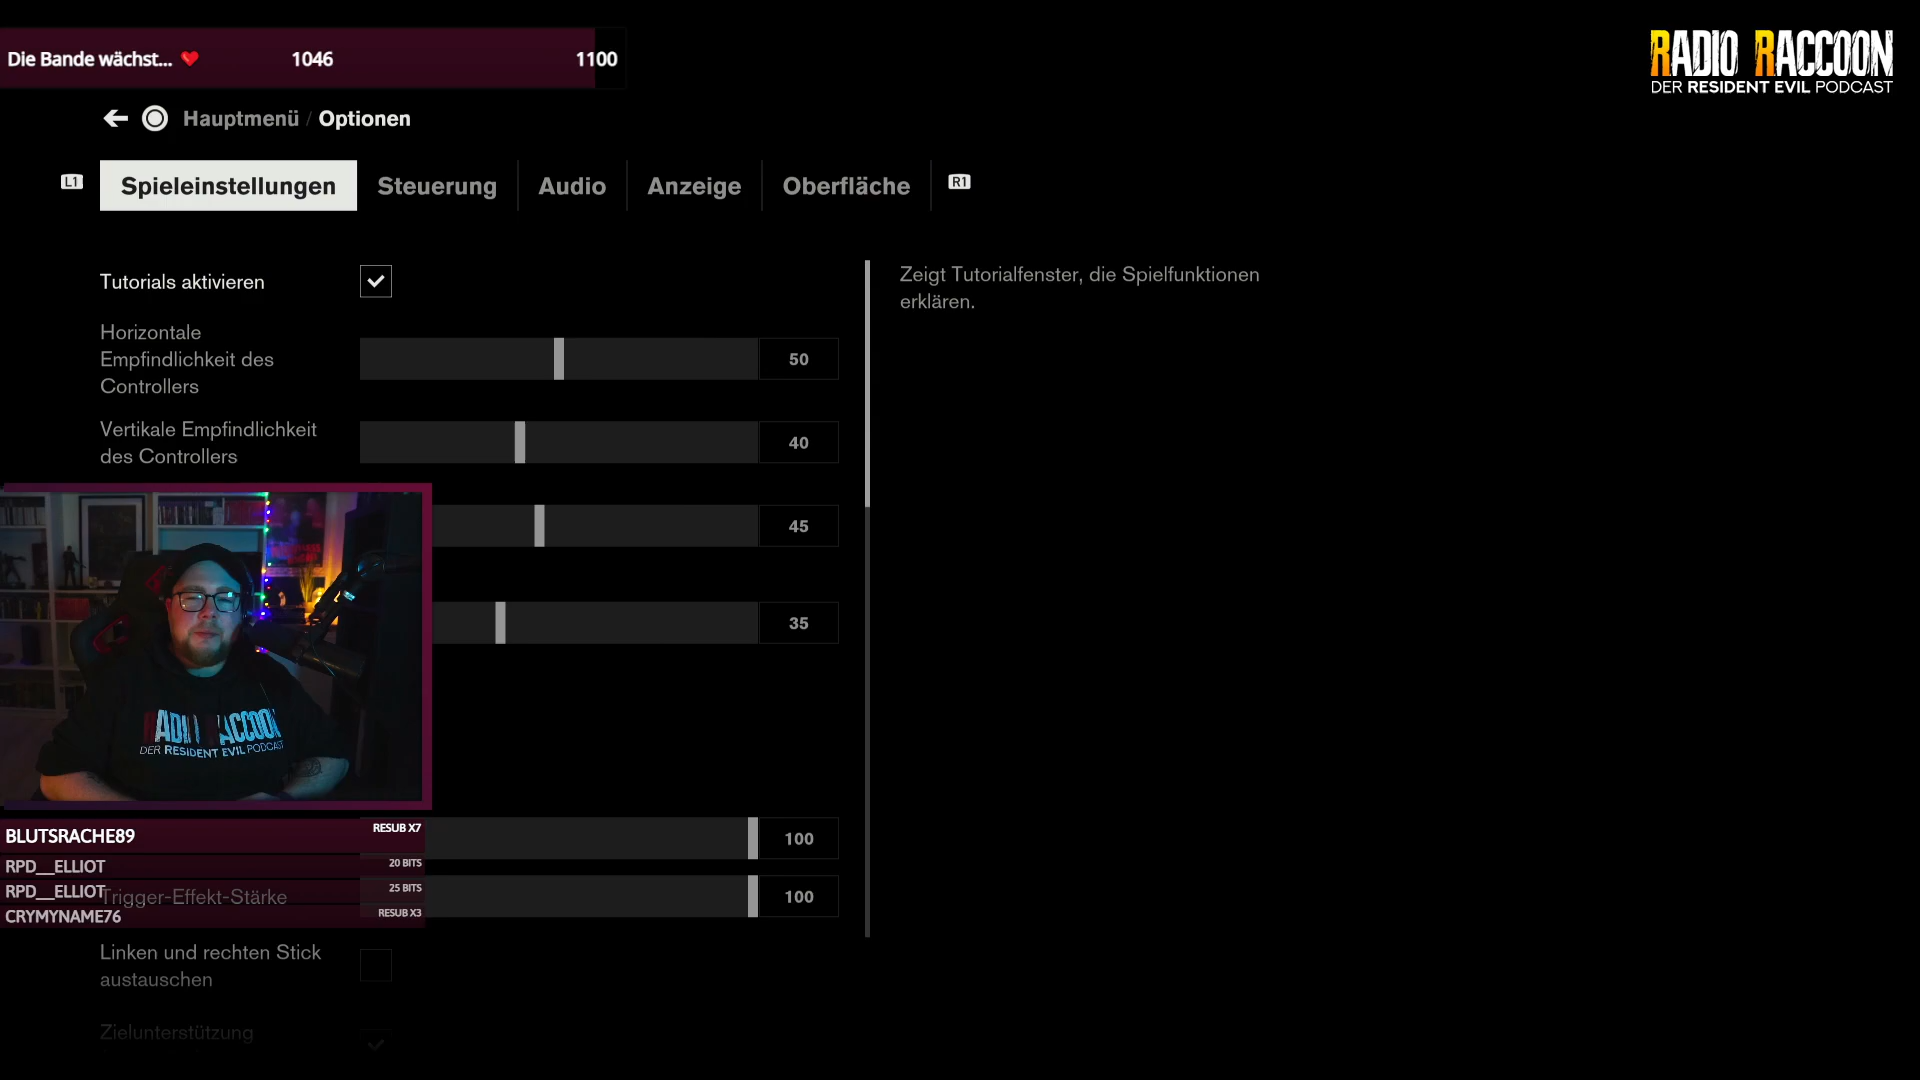 Die Bande wächst... ❤ 1046 1100
RADIO RACCOON
DER RESIDENT EVIL PODCAST
Hauptmenü / Optionen
L1 Spieleinstellungen Steuerung Audio Anzeige Oberfläche R1
Tutorials aktivieren
Zeigt Tutorialfenster, die Spielfunktionen
erklären.
Horizontale
Empfindlichkeit des
Controllers
50
Vertikale Empfindlichkeit
des Controllers
40
45
35
RADIO RACCOON
DER RESIDENT EVIL PODCAST
BLUTSRACHE89 RESUB X7
100
RPD__ELLIOT 20 BITS
RPD__ELLIOT 25 BITS
Trigger-Effekt-Stärke
100
CRYMYNAME76 RESUB X3
Linken und rechten Stick
austauschen
Zielunterstützung